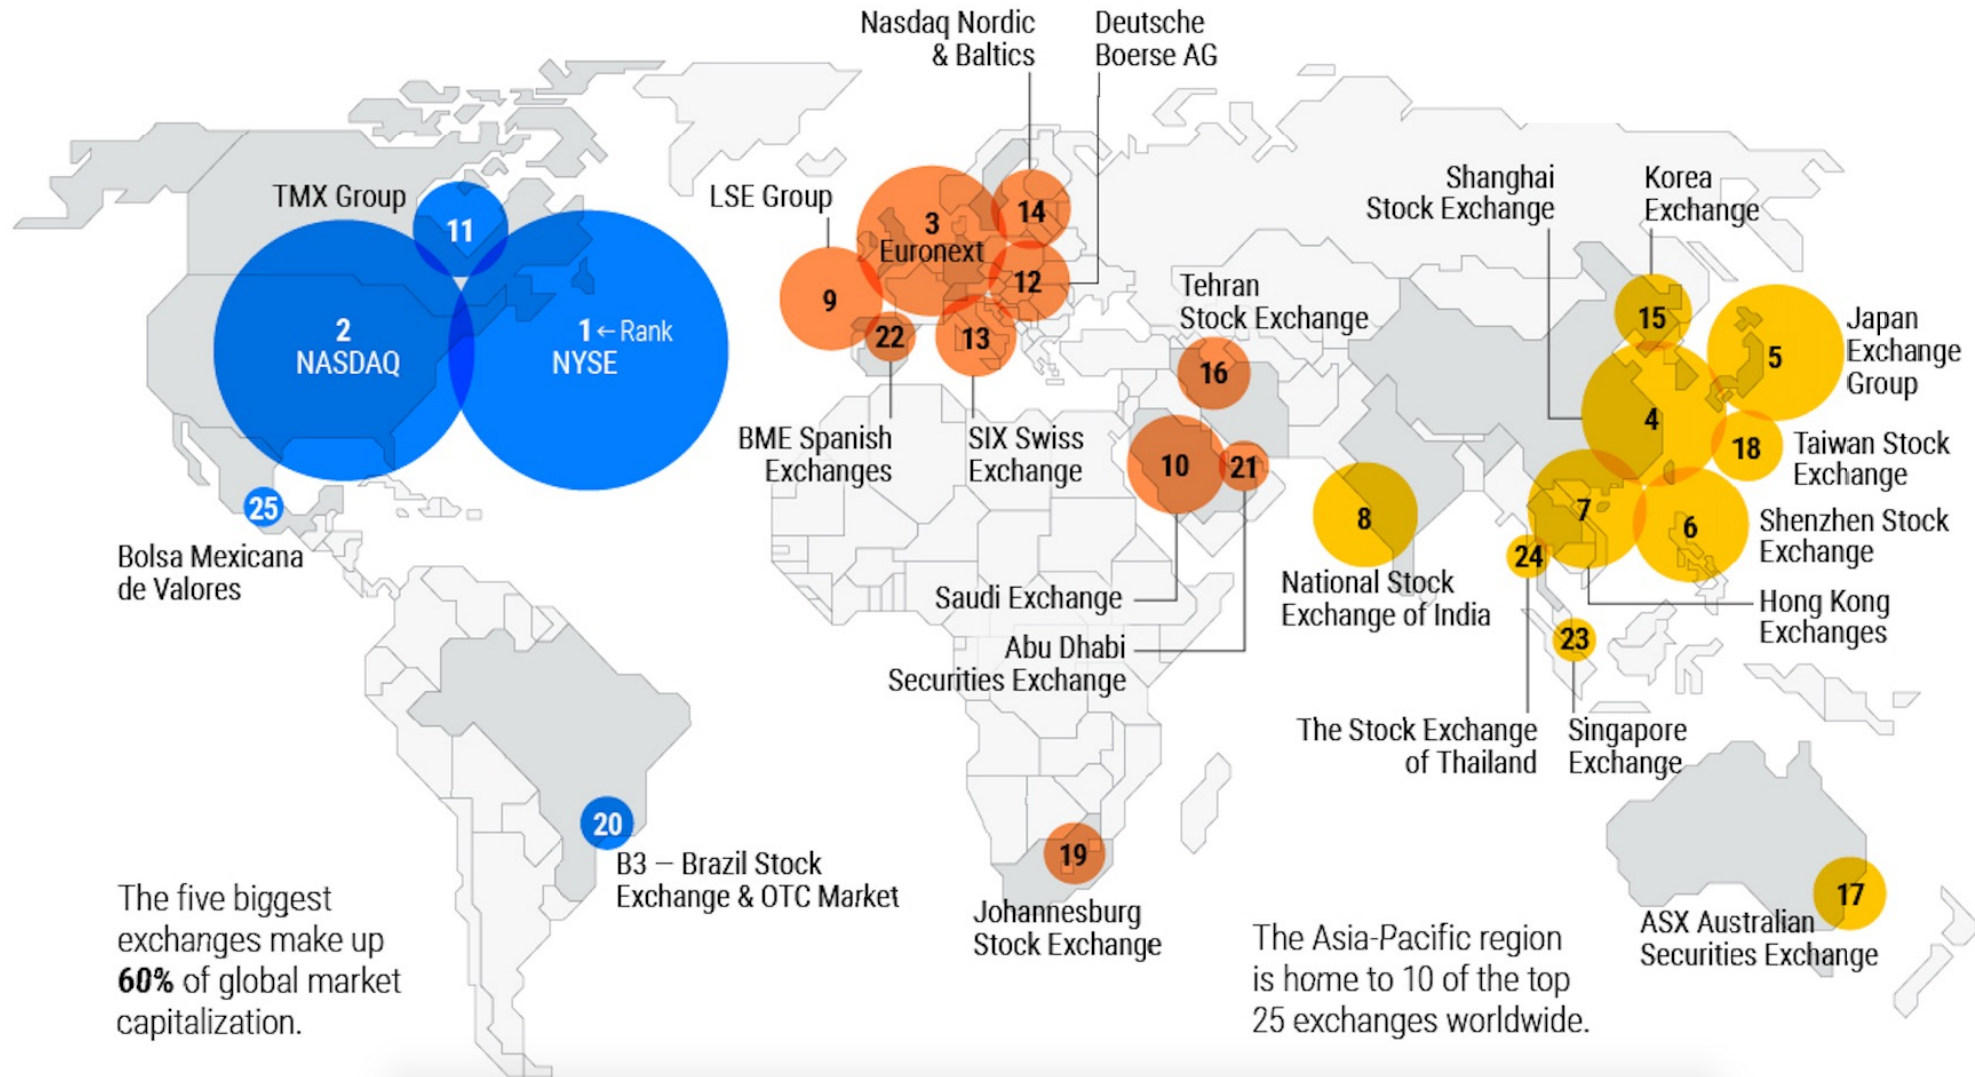 Nasdaq Nordic
& Baltics
Deutsche
Boerse AG
TMX Group
11
2
NASDAQ
1 ← Rank
NYSE
25
Bolsa Mexicana
de Valores
20
B3 – Brazil Stock
Exchange & OTC Market
The five biggest
exchanges make up
60% of global market
capitalization.
LSE Group
9
3
Euronext
14
12
22
13
BME Spanish
Exchanges
SIX Swiss
Exchange
Tehran
Stock Exchange
16
10
21
Saudi Exchange
Abu Dhabi
Securities Exchange
19
Johannesburg
Stock Exchange
Shanghai
Stock Exchange
Korea
Exchange
15
5
Japan
Exchange
Group
4
18
Taiwan Stock
Exchange
8
National Stock
Exchange of India
7
6
Shenzhen Stock
Exchange
24
Hong Kong
Exchanges
23
The Stock Exchange
of Thailand
Singapore
Exchange
17
ASX Australian
Securities Exchange
The Asia-Pacific region
is home to 10 of the top
25 exchanges worldwide.